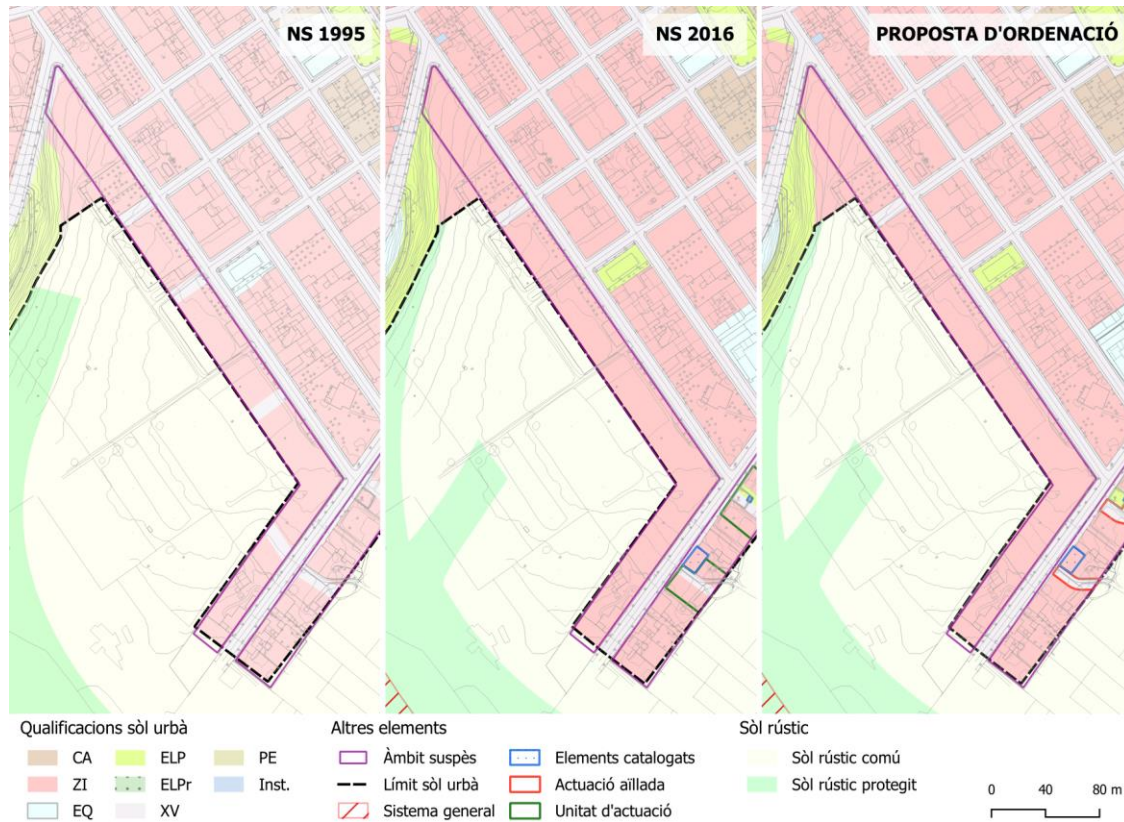 NS 1995
NS 2016
PROPOSTA D'ORDENACIÓ
Qualificacions sòl urbà
CA
ELP
PE
ZI
ELPr
Inst.
EQ
XV
Altres elements
Àmbit suspès
Elements catalogats
Límit sòl urbà
Actuació aïllada
Sistema general
Unitat d'actuació
Sòl rústic
Sòl rústic comú
Sòl rústic protegit
0 40 80 m